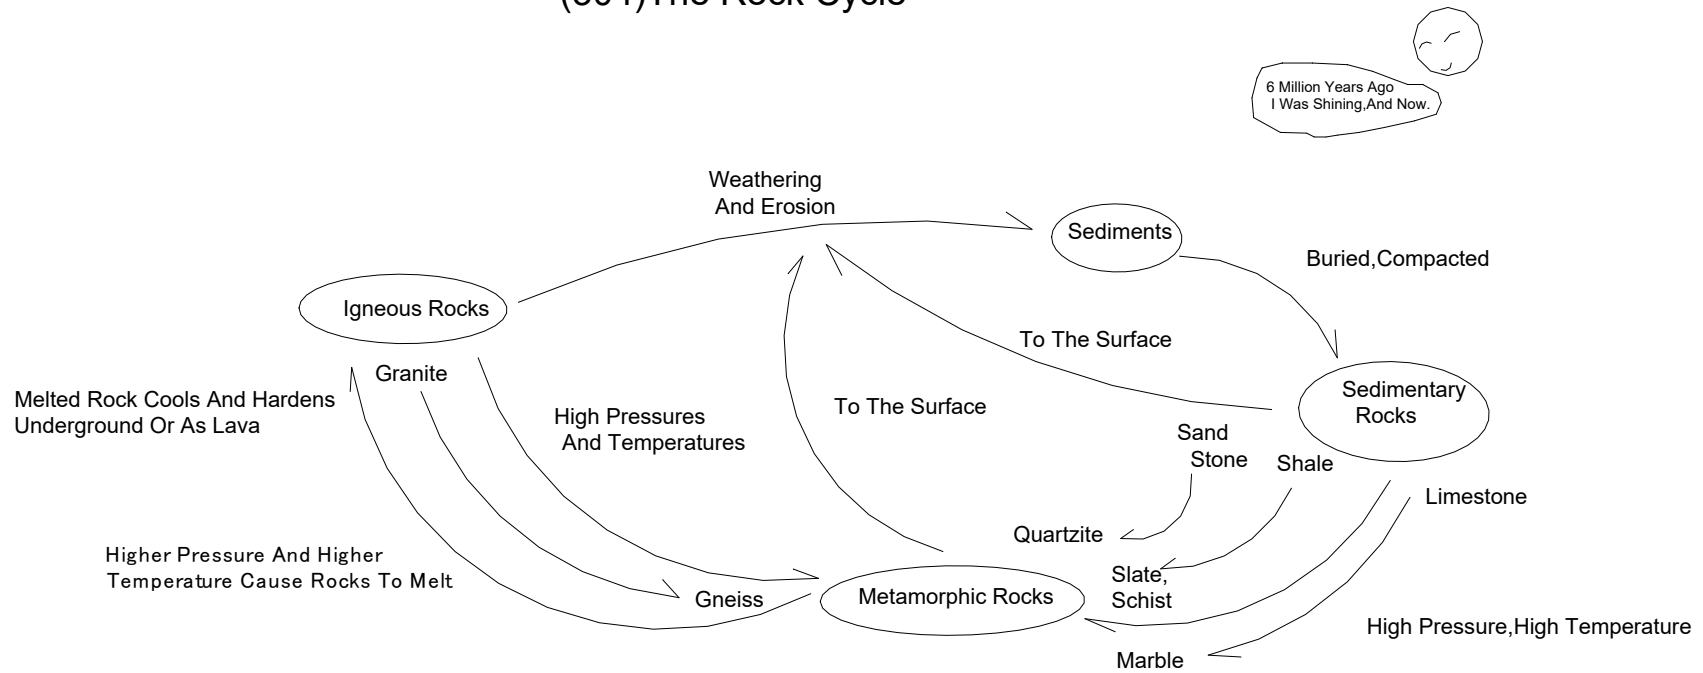 The Rock Cycle
6 Million Years Ago
I Was Shining,And Now.
Weathering
And Erosion
Sediments
Buried,Compacted
Igneous Rocks
To The Surface
Granite
Sedimentary
Rocks
Melted Rock Cools And Hardens
Underground Or As Lava
High Pressures
And Temperatures
To The Surface
Sand
Stone
Shale
Limestone
Quartzite
Higher Pressure And Higher
Temperature Cause Rocks To Melt
Slate,
Schist
Gneiss
Metamorphic Rocks
High Pressure,High Temperature
Marble